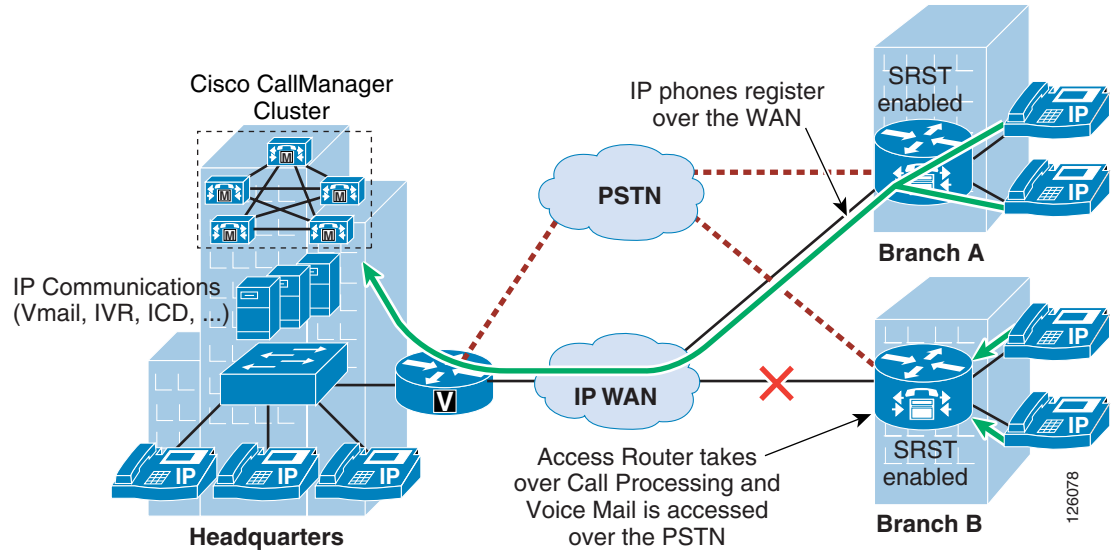 Cisco CallManager
Cluster
M
M
M
M
M
IP Communications
(Vmail, IVR, ICD, ...)
IP
IP
IP
Headquarters
V
PSTN
IP WAN
IP phones register
over the WAN
SRST
enabled
IP
IP
Branch A
Access Router takes
over Call Processing and
Voice Mail is accessed
over the PSTN
SRST
enabled
IP
IP
Branch B
126078